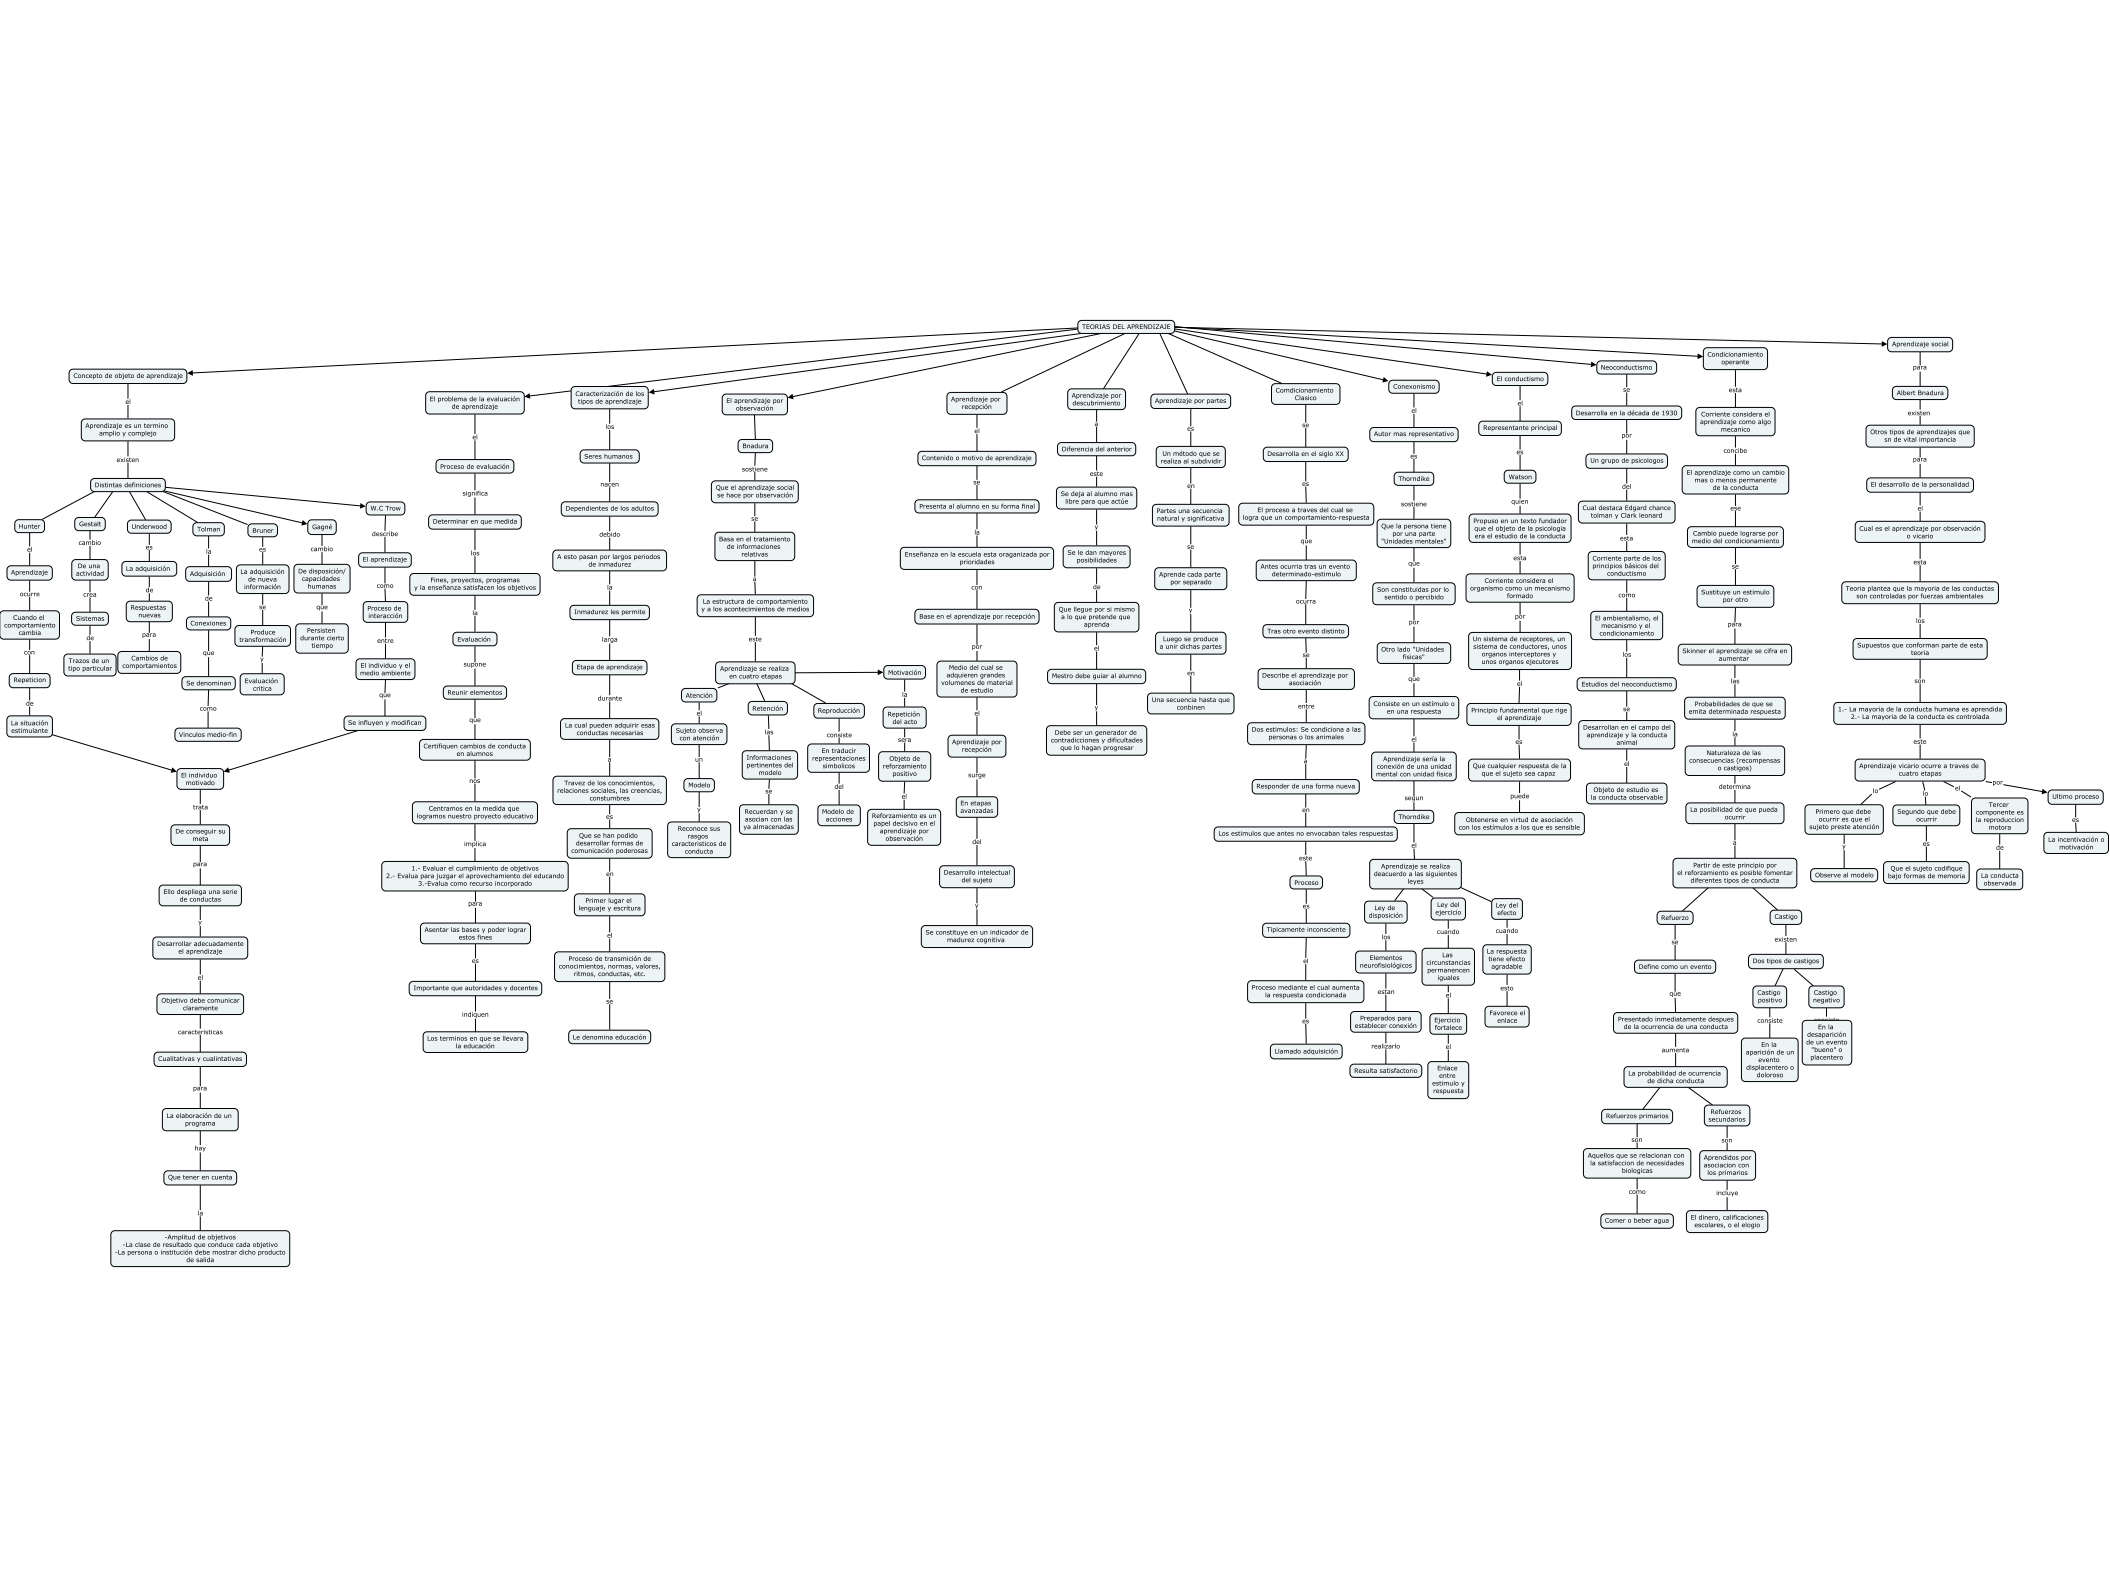 TEORIAS DEL APRENDIZAJE
Concepto de objeto de aprendizaje
el
Aprendizaje es un termino
amplio y complejo
existen
Distintas definiciones
Hunter
el
Aprendizaje
ocurre
Cuando el
comportamiento
cambia
con
Repeticion
de
La situación
estimulante
Gestalt
cambio
De una
actividad
crea
Sistemas
de
Trazos de un
tipo particular
Underwood
es
La adquisición
de
Respuestas
nuevas
para
Cambios de
comportamientos
Tolman
la
Adquisición
de
Conexiones
que
Se denominan
como
Vinculos medio-fin
Bruner
es
La adquisición
de nueva
información
se
Produce
transformación
y
Evaluación
critica
Gagné
cambio
De disposición/
capacidades
humanas
que
Persisten
durante cierto
tiempo
W.C Trow
describe
El aprendizaje
como
Proceso de
interacción
entre
El individuo y el
medio ambiente
que
Se influyen y modifican
El individuo
motivado
trata
De conseguir su
meta
para
Ello despliega una serie
de conductas
y
Desarrollar adecuadamente
el aprendizaje
el
Objetivo debe comunicar
claramente
caracteristicas
Cualitativas y cualintativas
para
La elaboración de un
programa
hay
Que tener en cuenta
la
-Amplitud de objetivos
-La clase de resultado que conduce cada objetivo
-La persona o institución debe mostrar dicho producto
de salida
El problema de la evaluación
de aprendizaje
el
Proceso de evaluación
significa
Determinar en que medida
los
Fines, proyectos, programas
y la enseñanza satisfacen los objetivos
la
Evaluación
supone
Reunir elementos
que
Certifiquen cambios de conducta
en alumnos
nos
Centramos en la medida que
logramos nuestro proyecto educativo
implica
1.- Evaluar el cumplimiento de objetivos
2.- Evalua para juzgar el aprovechamiento del educando
3.-Evalua como recurso incorporado
para
Asentar las bases y poder lograr
estos fines
es
Importante que autoridades y docentes
indiquen
Los terminos en que se llevara
la educación
Caracterización de los
tipos de aprendizaje
los
Seres humanos
naçen
Dependientes de los adultos
debido
A esto pasan por largos periodos
de inmadurez
la
Inmadurez les permite
larga
Etapa de aprendizaje
durante
La cual pueden adquirir esas
conductas necesarias
a
Travez de los conocimientos,
relaciones sociales, las creencias,
constumbres
es
Que se han podido
desarrollar formas de
comunicación poderosas
en
Primer lugar el
lenguaje y escritura
el
Proceso de transmición de
conocimientos, normas, valores,
ritmos, conductas, etc.
se
Le denomina educación
El aprendizaje por
observación
Bnadura
sostiene
Que el aprendizaje social
se hace por observación
se
Basa en el tratamiento
de informaciones
relativas
a
La estructura de comportamiento
y a los acontecimientos de medios
este
Aprendizaje se realiza
en cuatro etapas
Atención
el
Sujeto observa
con atención
un
Modelo
y
Reconoce sus
rasgos
caracteristicos de
conducta
Retención
las
Informaciones
pertinentes del
modelo
se
Recuerdan y se
asocian con las
ya almacenadas
Reproducción
consiste
En traducir
representaciones
simbolicos
del
Modelo de
acciones
Motivación
la
Repetición
del acto
sera
Objeto de
reforzamiento
positivo
el
Reforzamiento es un
papel decisivo en el
aprendizaje por
observación
Aprendizaje por
recepción
el
Contenido o motivo de aprendizaje
se
Presenta al alumno en su forma final
la
Enseñanza en la escuela esta oraganizada por
prioridades
con
Base en el aprendizaje por recepción
por
Medio del cual se
adquieren grandes
volumenes de material
de estudio
el
Aprendizaje por
recepción
surge
En etapas
avanzadas
del
Desarrollo intelectual
del sujeto
y
Se constituye en un indicador de
madurez cognitiva
Aprendizaje por
descubrimiento
a
Diferencia del anterior
este
Se deja al alumno mas
libre para que actúe
y
Se le dan mayores
posibilidades
de
Que llegue por si mismo
a lo que pretende que
aprenda
el
Mestro debe guiar al alumno
y
Debe ser un generador de
contradicciones y dificultades
que lo hagan progresar
Aprendizaje por partes
es
Un método que se
realiza al subdividir
en
Partes una secuencia
natural y significativa
se
Aprende cada parte
por separado
y
Luego se produce
a unir dichas partes
en
Una secuencia hasta que
conbinen
Comdicionamiento
Clasico
se
Desarrolla en el siglo XX
es
El proceso a traves del cual se
logra que un comportamiento-respuesta
que
Antes ocurria tras un evento
determinado-estimulo
ocurra
Tras otro evento distinto
se
Describe el aprendizaje por
asociación
entre
Dos estimulos: Se condiciona a las
personas o los animales
a
Responder de una forma nueva
en
Los estimulos que antes no envocaban tales respuestas
este
Proceso
es
Tipicamente inconsciente
el
Proceso mediante el cual aumenta
la respuesta condicionada
es
Llamado adquisición
Conexonismo
el
Autor mas representativo
es
Thorndike
sostiene
Que la persona tiene
por una parte
"Unidades mentales"
que
Son constituidas por lo
sentido o percibido
por
Otro lado "Unidades
fisicas"
que
Consiste en un estímulo o
en una respuesta
el
Aprendizaje sería la
conexión de una unidad
mental con unidad fisica
segun
Thorndike
el
Aprendizaje se realiza
deacuerdo a las siguientes
leyes
Ley de
disposición
los
Elementos
neurofisiológicos
estan
Preparados para
establecer conexión
realizarlo
Resulta satisfactorio
Ley del
ejercicio
cuando
Las
circunstancias
permanencen
iguales
el
Ejercicio
fortalece
el
Enlace
entre
estimulo y
respuesta
Ley del
efecto
cuando
La respuesta
tiene efecto
agradable
esto
Favorece el
enlace
El conductismo
el
Representante principal
es
Watson
quien
Propuso en un texto fundador
que el objeto de la psicologia
era el estudio de la conducta
esta
Corriente considera el
organismo como un mecanismo
formado
por
Un sistema de receptores, un
sistema de conductores, unos
organos interceptores y
unos organos ejecutores
el
Principio fundamental que rige
el aprendizaje
es
Que cualquier respuesta de la
que el sujeto sea capaz
puede
Obtenerse en virtud de asociación
con los estímulos a los que es sensible
Neoconductismo
se
Desarrolla en la década de 1930
por
Un grupo de psicologos
del
Cual destaca Edgard chance
tolman y Clark leonard
esta
Corriente parte de los
principios básicos del
conductismo
como
El ambientalismo, el
mecanismo y el
condicionamiento
los
Estudios del neoconductismo
se
Desarrollan en el campo del
aprendizaje y la conducta
animal
el
Objeto de estudio es
la conducta observable
Condicionamiento
operante
esta
Corriente considera el
aprendizaje como algo
mecanico
concibe
El aprendizaje como un cambio
mas o menos permanente
de la conducta
ese
Cambio puede lograrse por
medio del condicionamiento
se
Sustituye un estimulo
por otro
para
Skinner el aprendizaje se cifra en
aumentar
las
Probabilidades de que se
emita determinada respuesta
la
Naturaleza de las
consecuencias (recompensas
o castigos)
determina
La posibilidad de que pueda
ocurrir
a
Partir de este principio por
el reforzamiento es posible fomentar
diferentes tipos de conducta
Refuerzo
se
Define como un evento
que
Presentado inmediatamente despues
de la ocurrencia de una conducta
aumenta
La probabilidad de ocurrencia
de dicha conducta
Refuerzos primarios
son
Aquellos que se relacionan con
la satisfaccion de necesidades
biologicas
como
Comer o beber agua
Refuerzos
secundarios
son
Aprendidos por
asociacion con
los primarios
incluye
El dinero, calificaciones
escolares, o el elogio
Castigo
existen
Dos tipos de castigos
Castigo
positivo
consiste
En la
aparición de un
evento
displacentero o
doloroso
Castigo
negativo
En la
desaparición
de un evento
"bueno" o
placentero
Aprendizaje social
para
Albert Bnadura
existen
Otros tipos de aprendizajes que
sn de vital importancia
para
El desarrollo de la personalidad
el
Cual es el aprendizaje por observación
o vicario
esta
Teoria plantea que la mayoria de las conductas
son controladas por fuerzas ambientales
los
Supuestos que conforman parte de esta
teoria
son
1.- La mayoria de la conducta humana es aprendida
2.- La mayoria de la conducta es controlada
este
Aprendizaje vicario ocurre a traves de
cuatro etapas
lo
Primero que debe
ocurrir es que el
sujeto preste atención
y
Observe al modelo
lo
Segundo que debe
ocurrir
es
Que el sujeto codifique
bajo formas de memoria
el
Tercer
componente es
la reproduccion
motora
de
La conducta
observada
por
Ultimo proceso
es
La incentivación o
motivación